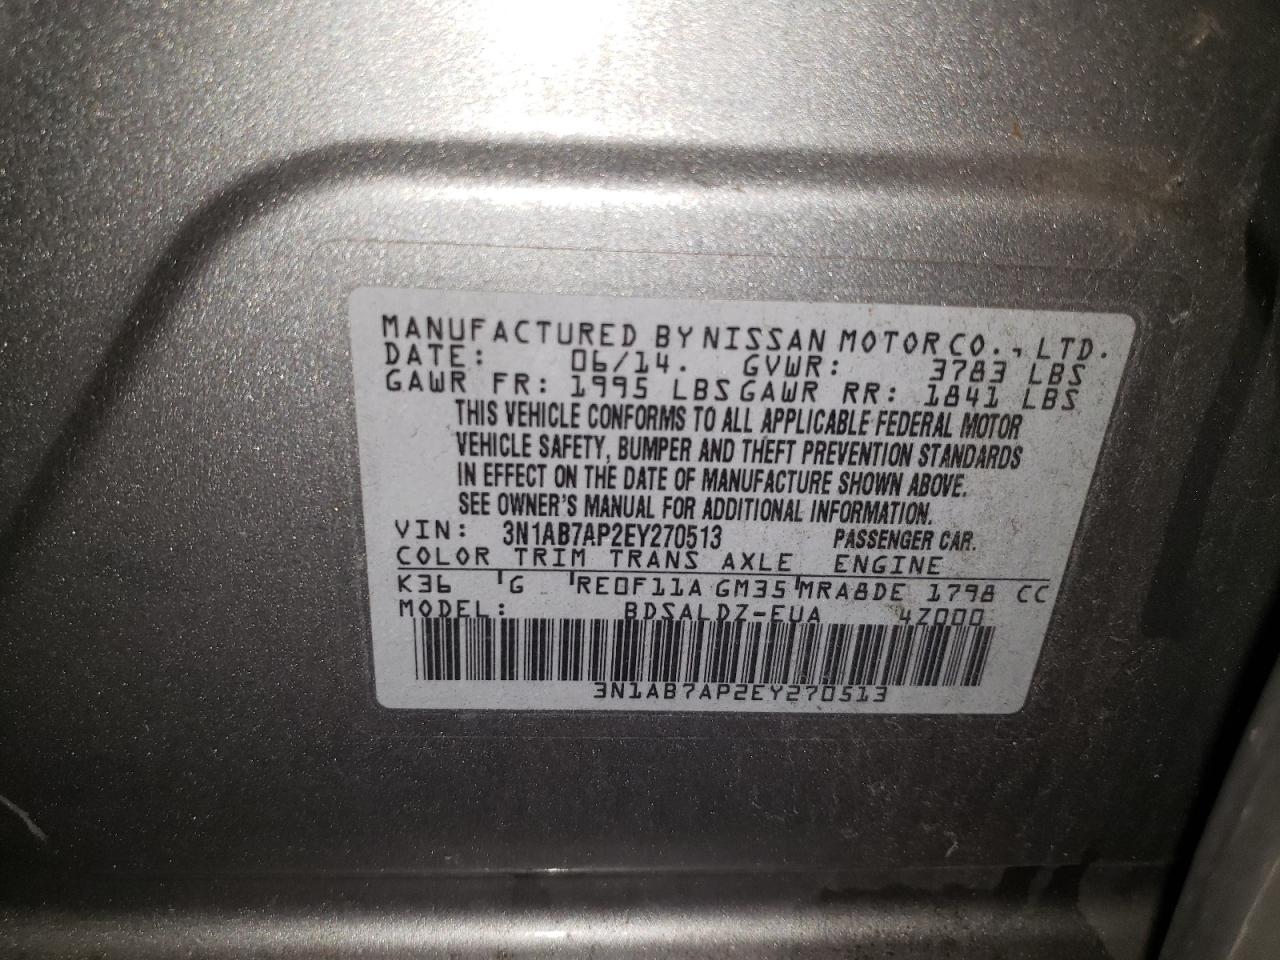 MANUFACTURED BY NISSAN MOTOR CO., LTD.
DATE: 06/14. GVWR: 3783 LBS
GAWR FR: 1995 LBS GAWR RR: 1841 LBS
THIS VEHICLE CONFORMS TO ALL APPLICABLE FEDERAL MOTOR
VEHICLE SAFETY, BUMPER AND THEFT PREVENTION STANDARDS
IN EFFECT ON THE DATE OF MANUFACTURE SHOWN ABOVE.
SEE OWNER'S MANUAL FOR ADDITIONAL INFORMATION.
VIN: 3N1AB7AP2EY270513 PASSENGER CAR.
COLOR TRIM TRANS AXLE ENGINE
K36 G RE0F11A GM35 MRA8DE 1798 CC
MODEL: BDSALDZ-EUA 4Z000
3N1AB7AP2EY270513